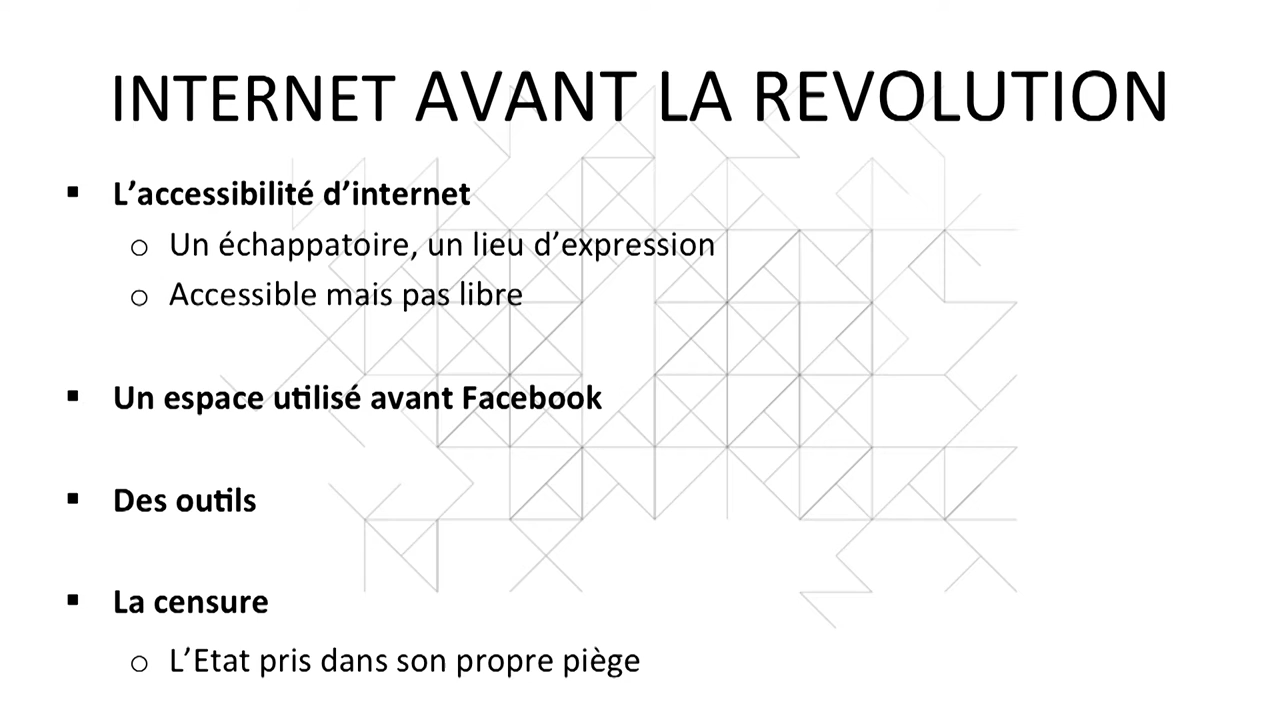 INTERNET AVANT LA REVOLUTION
▪ L’accessibilité d’internet
o Un échappatoire, un lieu d’expression
o Accessible mais pas libre
▪ Un espace utilisé avant Facebook
▪ Des outils
▪ La censure
o L’Etat pris dans son propre piège